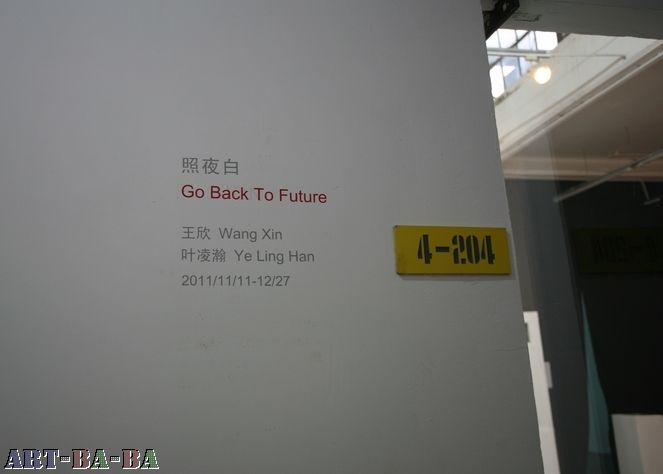 照夜白
Go Back To Future
王欣 Wang Xin
叶凌瀚 Ye Ling Han
2011/11/11-12/27
4-204
ART-BA-BA